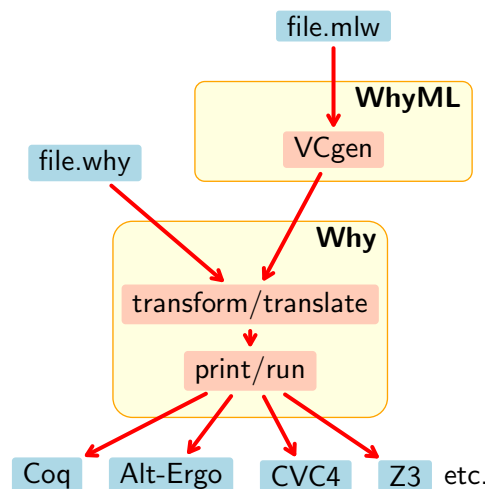 file.mlw
WhyML
VCgen
file.why
Why
transform/translate
print/run
Coq Alt-Ergo CVC4 Z3 etc.